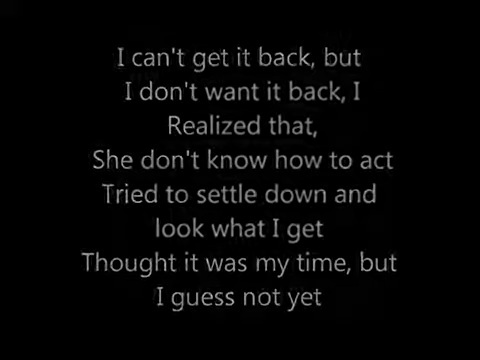 I can't get it back, but
I don't want it back, I
Realized that,
She don't know how to act
Tried to settle down and
look what I get
Thought it was my time, but
I guess not yet